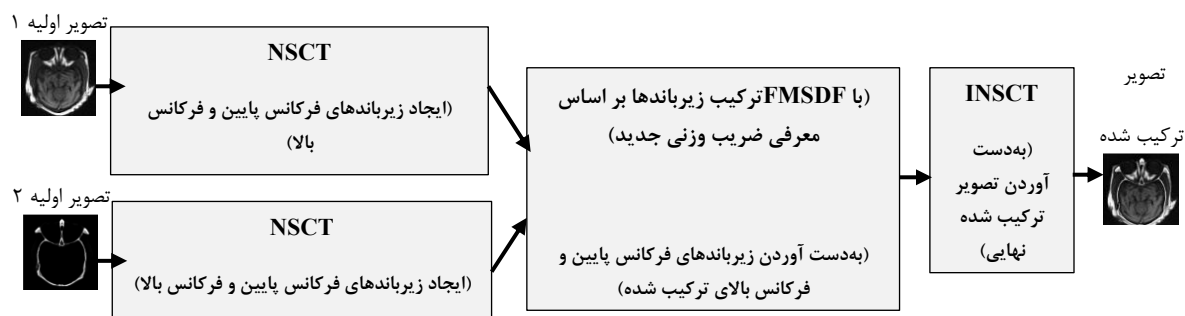 تصویر اولیه ۱
NSCT
(ایجاد زیرباندهای فرکانس پایین و فرکانس
بالا)
تصویر اولیه ۲
NSCT
(ایجاد زیرباندهای فرکانس پایین و فرکانس بالا)
ترکیب زیرباندها بر اساس FMSDF (با
معرفی ضریب وزنی جدید)
(به‌دست آوردن زیرباندهای فرکانس پایین و
فرکانس بالای ترکیب شده)
INSCT
(به‌دست
آوردن تصویر
ترکیب شده
نهایی)
تصویر
ترکیب شده